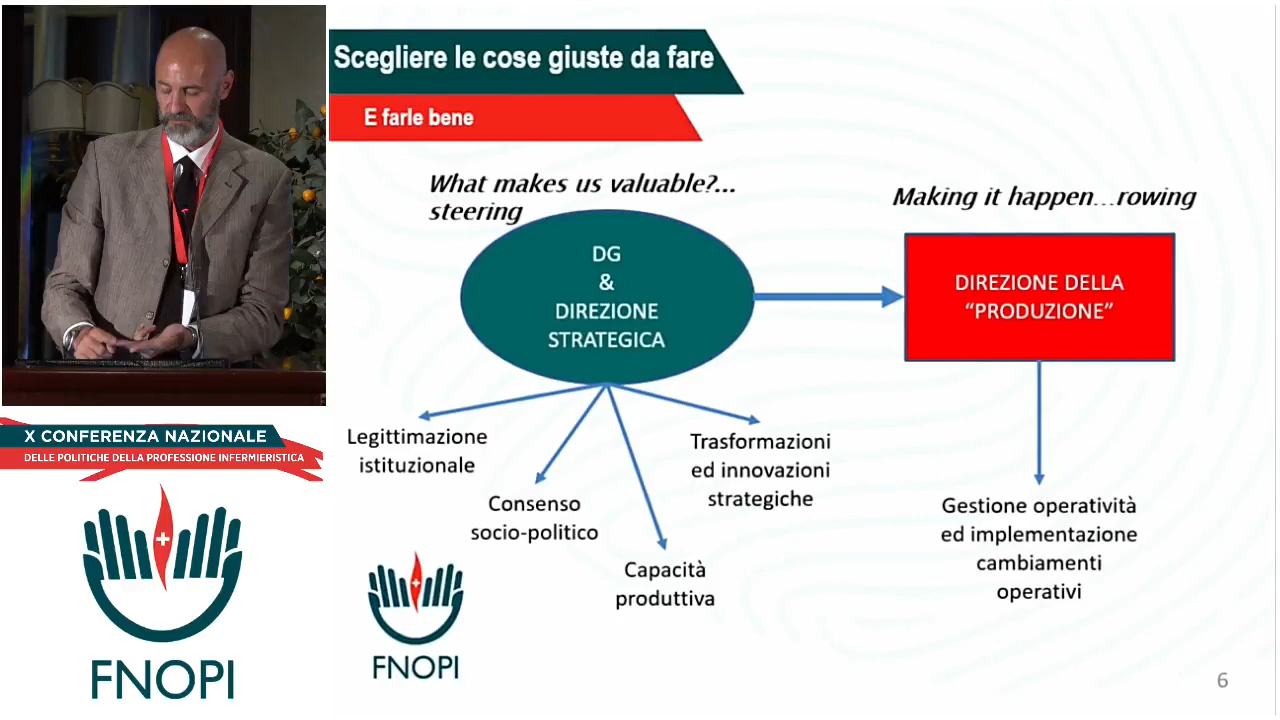 Scegliere le cose giuste da fare
E farle bene
What makes us valuable?...
steering
Making it happen...rowing
DG
&
DIREZIONE
STRATEGICA
DIREZIONE DELLA
“PRODUZIONE”
Legittimazione
istituzionale
Consenso
socio-politico
Capacità
produttiva
Trasformazioni
ed innovazioni
strategiche
Gestione operatività
ed implementazione
cambiamenti
operativi
FNOPI
6
X CONFERENZA NAZIONALE
DELLE POLITICHE DELLA PROFESSIONE INFERMIERISTICA
FNOPI